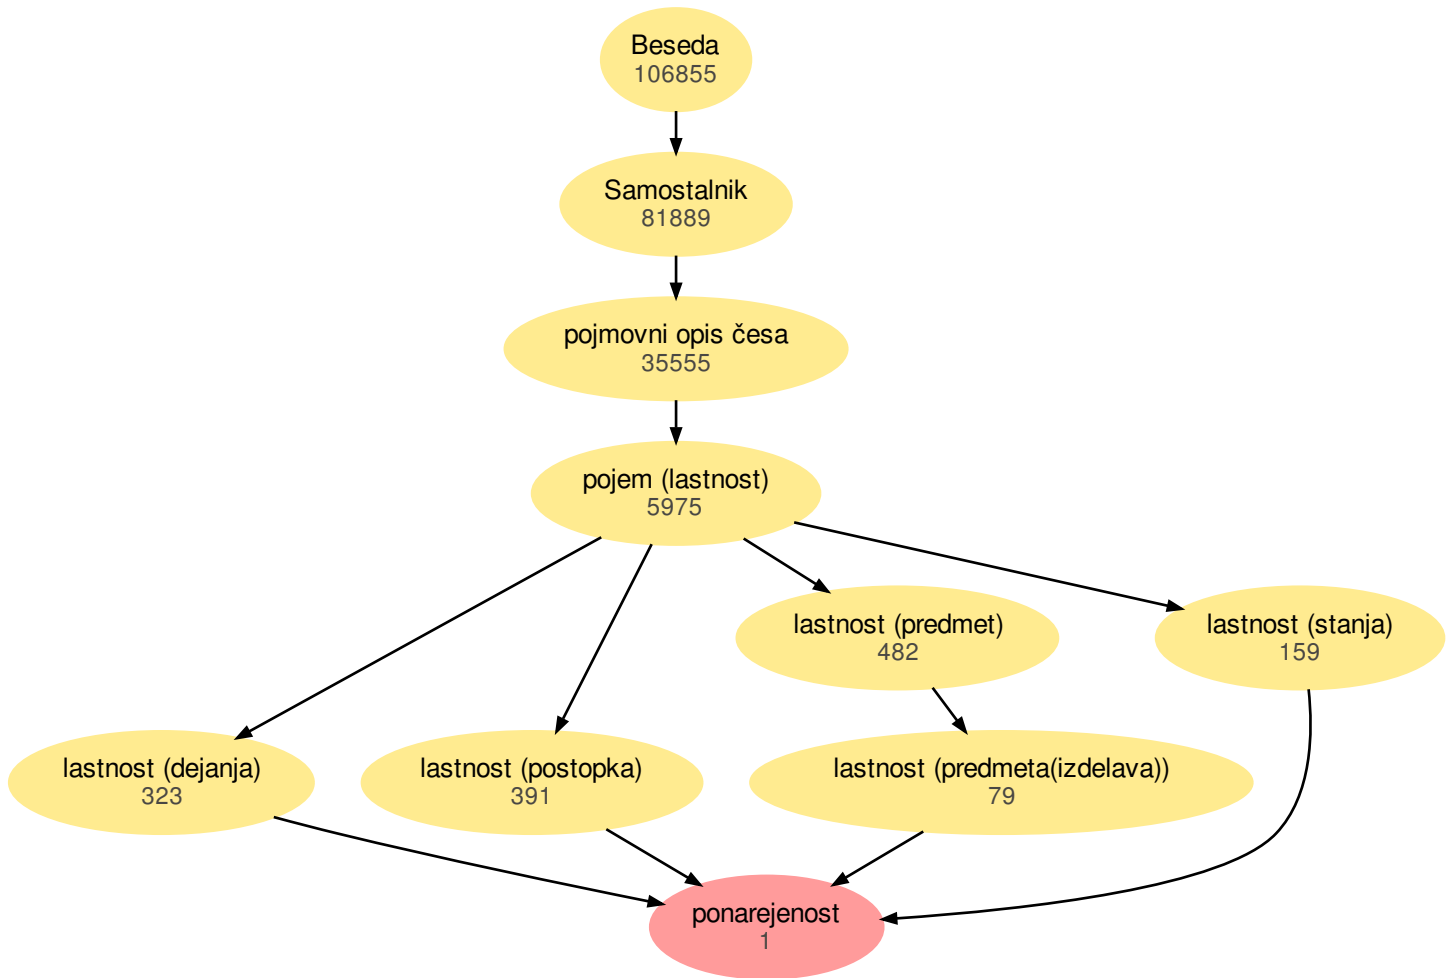 Beseda
106855
Samostalnik
81889
pojmovni opis česa
35555
pojem (lastnost)
5975
lastnost (predmet)
482
lastnost (stanja)
159
lastnost (dejanja)
323
lastnost (postopka)
391
lastnost (predmeta(izdelava))
79
ponarejenost
1